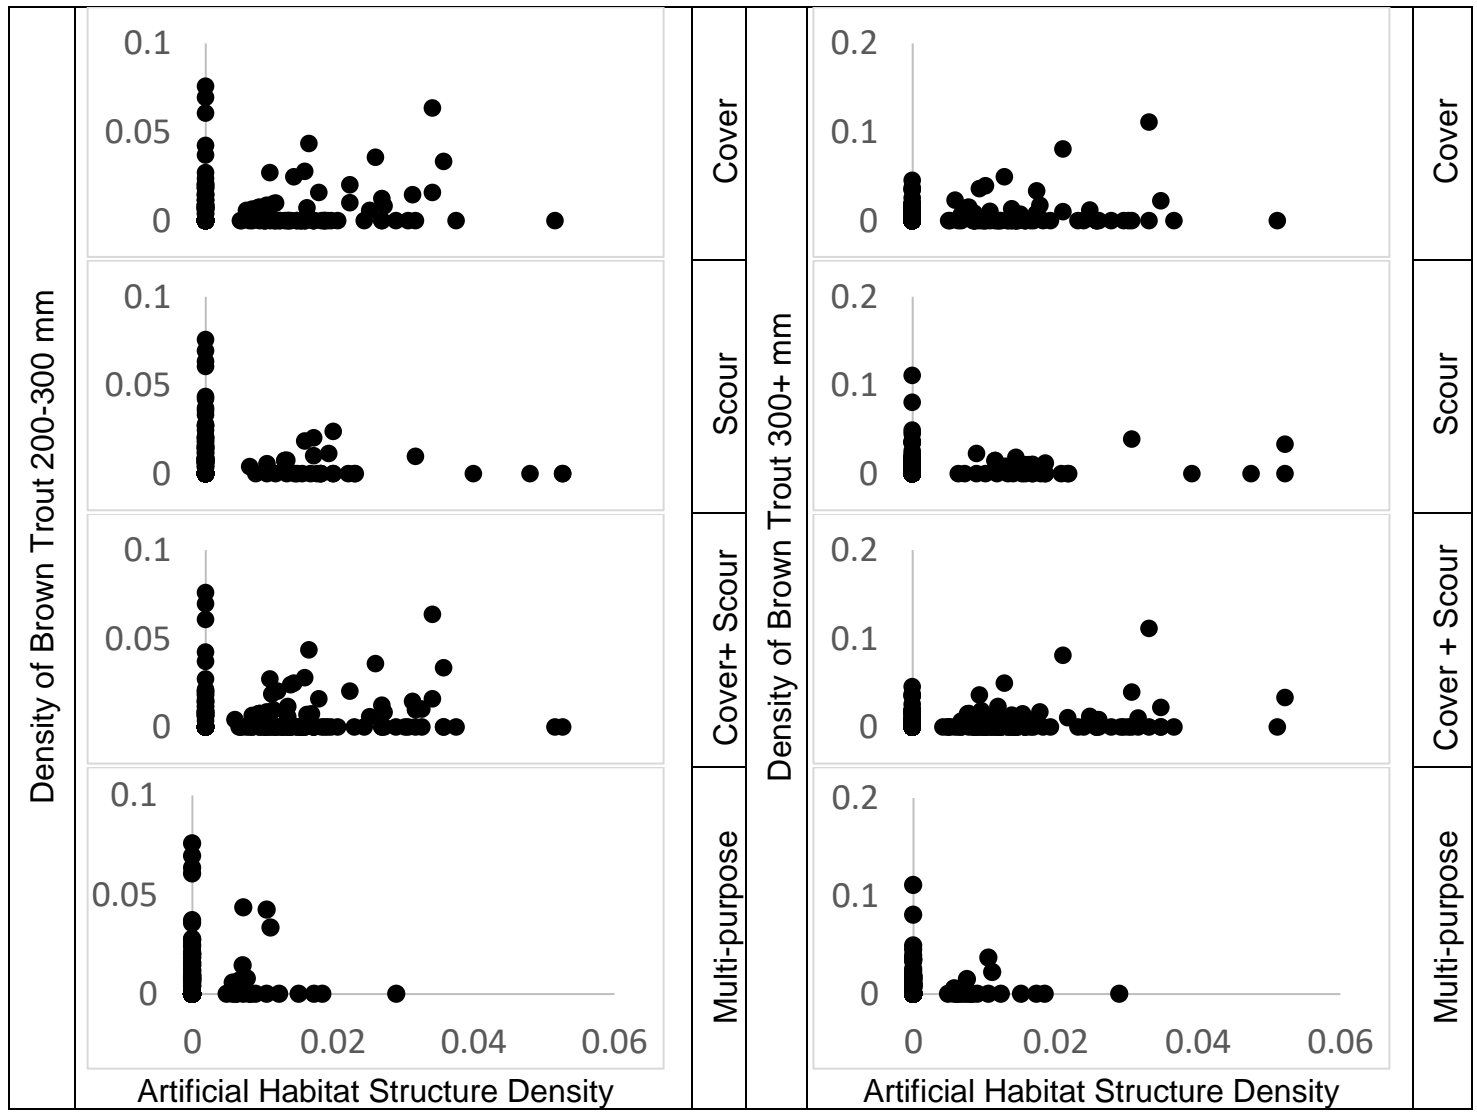 Density of Brown Trout 200-300 mm
0.1
0.05
0
Cover
0.1
0.05
0
Scour
0.1
0.05
0
Cover+ Scour
0.1
0.05
0
0 0.02 0.04 0.06
Multi-purpose
Artificial Habitat Structure Density
Density of Brown Trout 300+ mm
0.2
0.1
0
Cover
0.2
0.1
0
Scour
0.2
0.1
0
Cover + Scour
0.2
0.1
0
0 0.02 0.04 0.06
Multi-purpose
Artificial Habitat Structure Density